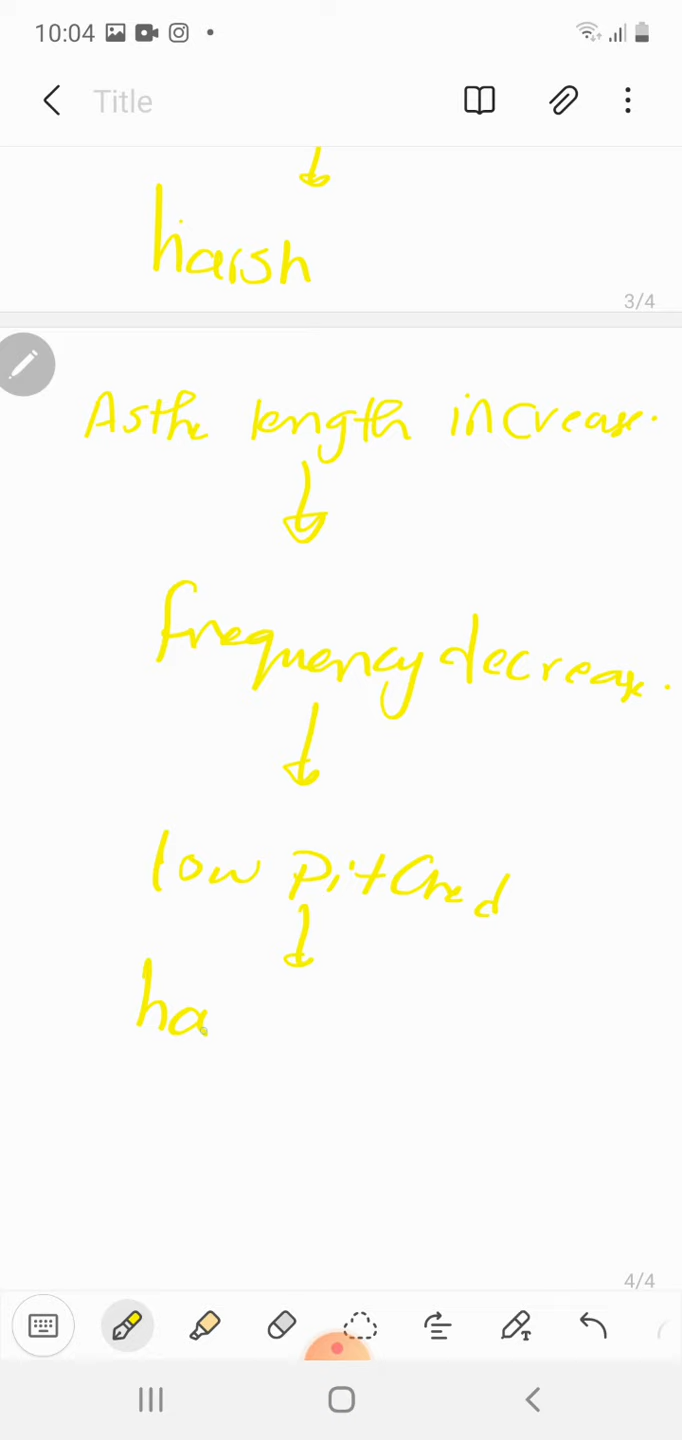 10:04
Title
harsh
3/4
As the length increase.
frequency decrease.
low pitched
ha
4/4